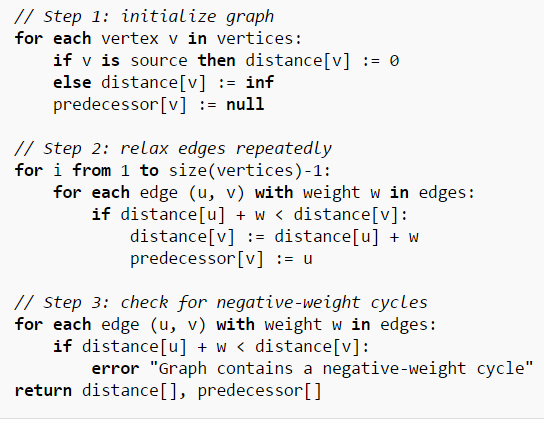 // Step 1: initialize graph
for each vertex v in vertices:
    if v is source then distance[v] := 0
    else distance[v] := inf
    predecessor[v] := null

// Step 2: relax edges repeatedly
for i from 1 to size(vertices)-1:
    for each edge (u, v) with weight w in edges:
        if distance[u] + w < distance[v]:
            distance[v] := distance[u] + w
            predecessor[v] := u

// Step 3: check for negative-weight cycles
for each edge (u, v) with weight w in edges:
    if distance[u] + w < distance[v]:
        error "Graph contains a negative-weight cycle"
return distance[], predecessor[]